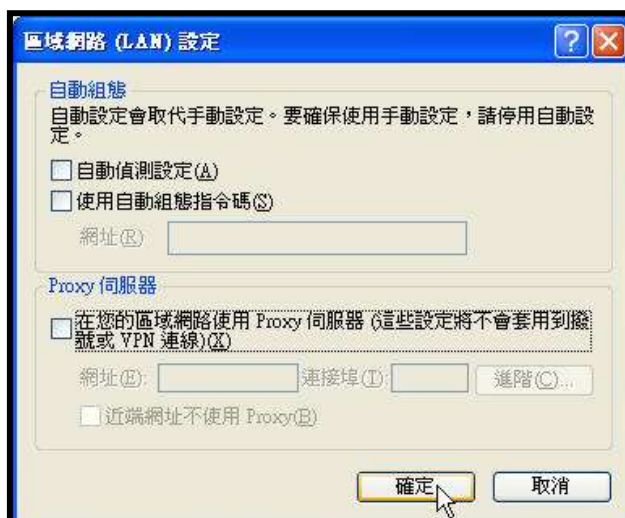 區域網路 (LAN) 設定
自動組態
自動設定會取代手動設定。要確保使用手動設定，請停用自動設
定。
自動偵測設定(A)
使用自動組態指令碼(S)
網址(R)
Proxy 伺服器
在您的區域網路使用 Proxy 伺服器 (這些設定將不會套用到撥
號或 VPN 連線)(X)
網址(E): 連接埠(T): 進階(C)...
近端網址不使用 Proxy(B)
確定 取消